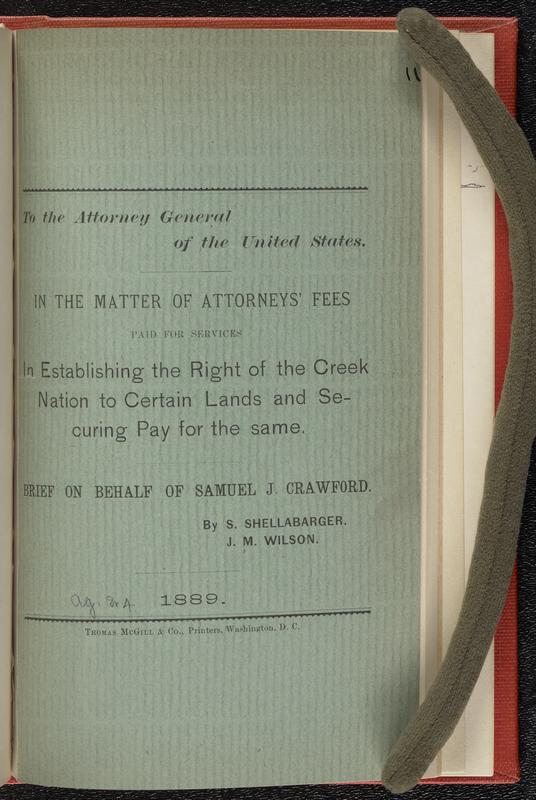 To the Attorney General
of the United States.
IN THE MATTER OF ATTORNEYS' FEES
PAID FOR SERVICES
In Establishing the Right of the Creek
Nation to Certain Lands and Se-
curing Pay for the same.
BRIEF ON BEHALF OF SAMUEL J. CRAWFORD.
By S. SHELLABARGER.
J. M. WILSON.
1889.
THOMAS MCGILL & Co., Printers, Washington, D. C.